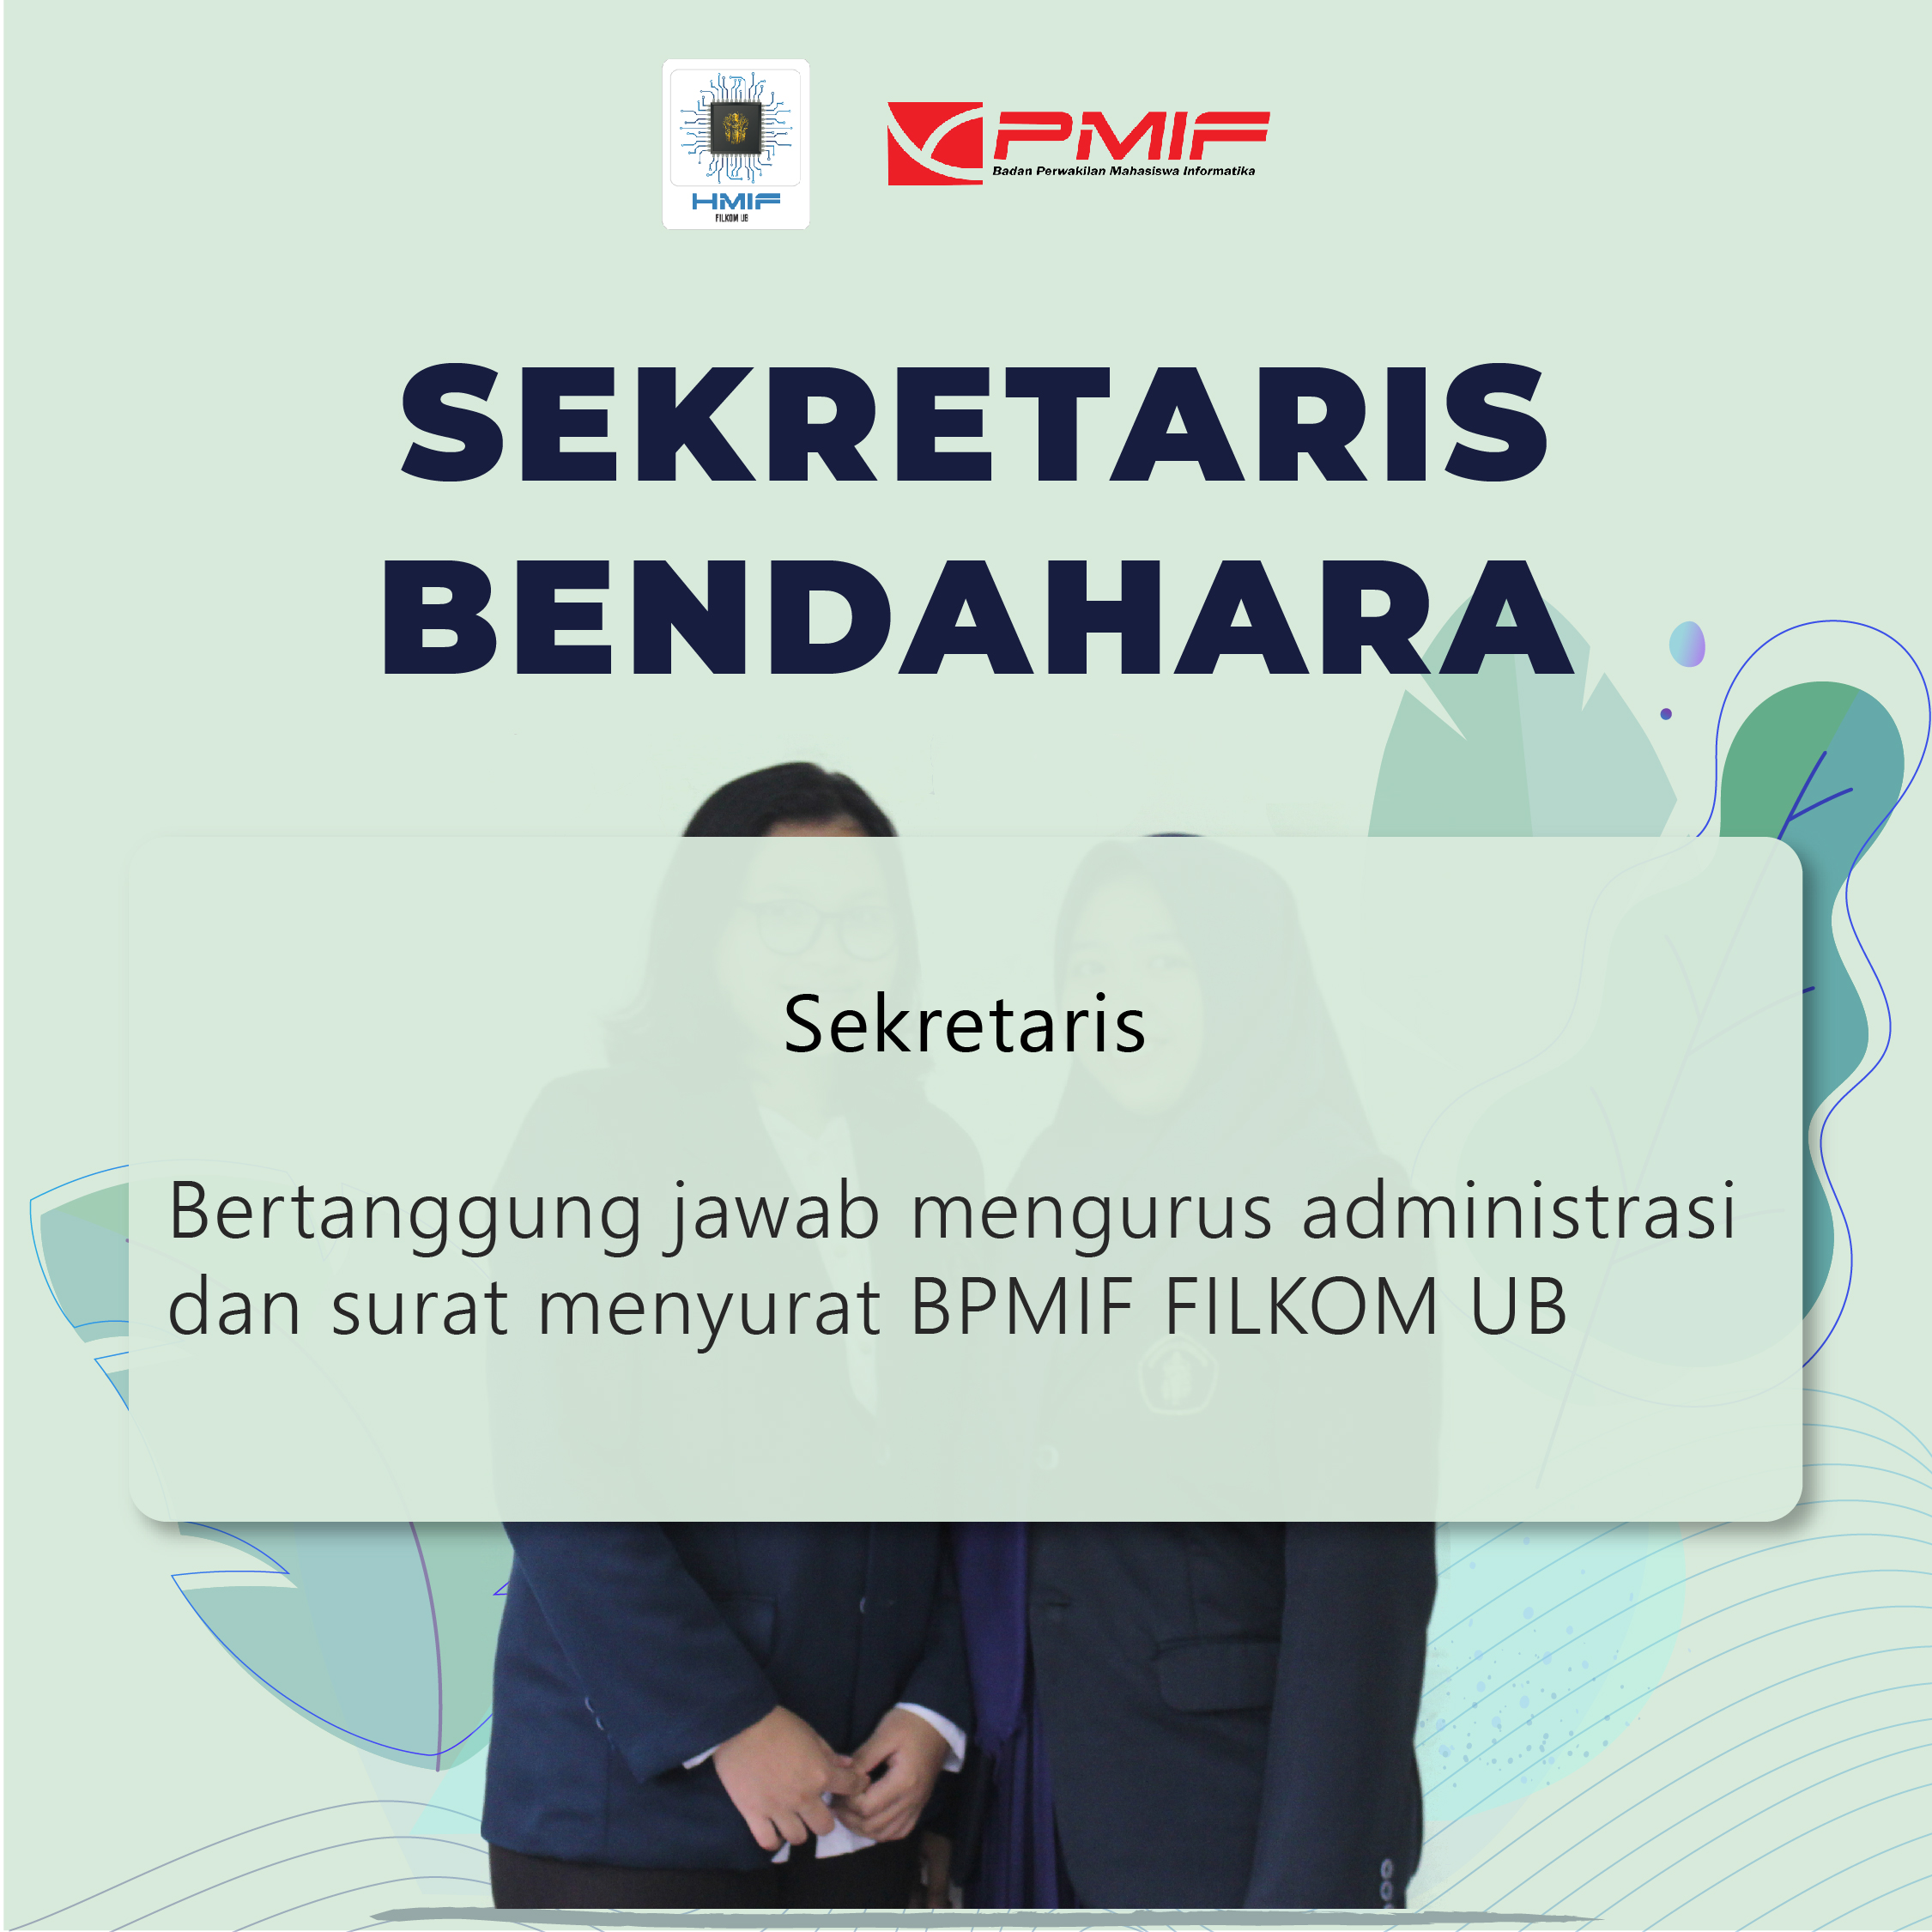 HMIF
FILKOM UB
BPMIF
Badan Perwakilan Mahasiswa Informatika
SEKRETARIS
BENDAHARA
Sekretaris
Bertanggung jawab mengurus administrasi
dan surat menyurat BPMIF FILKOM UB